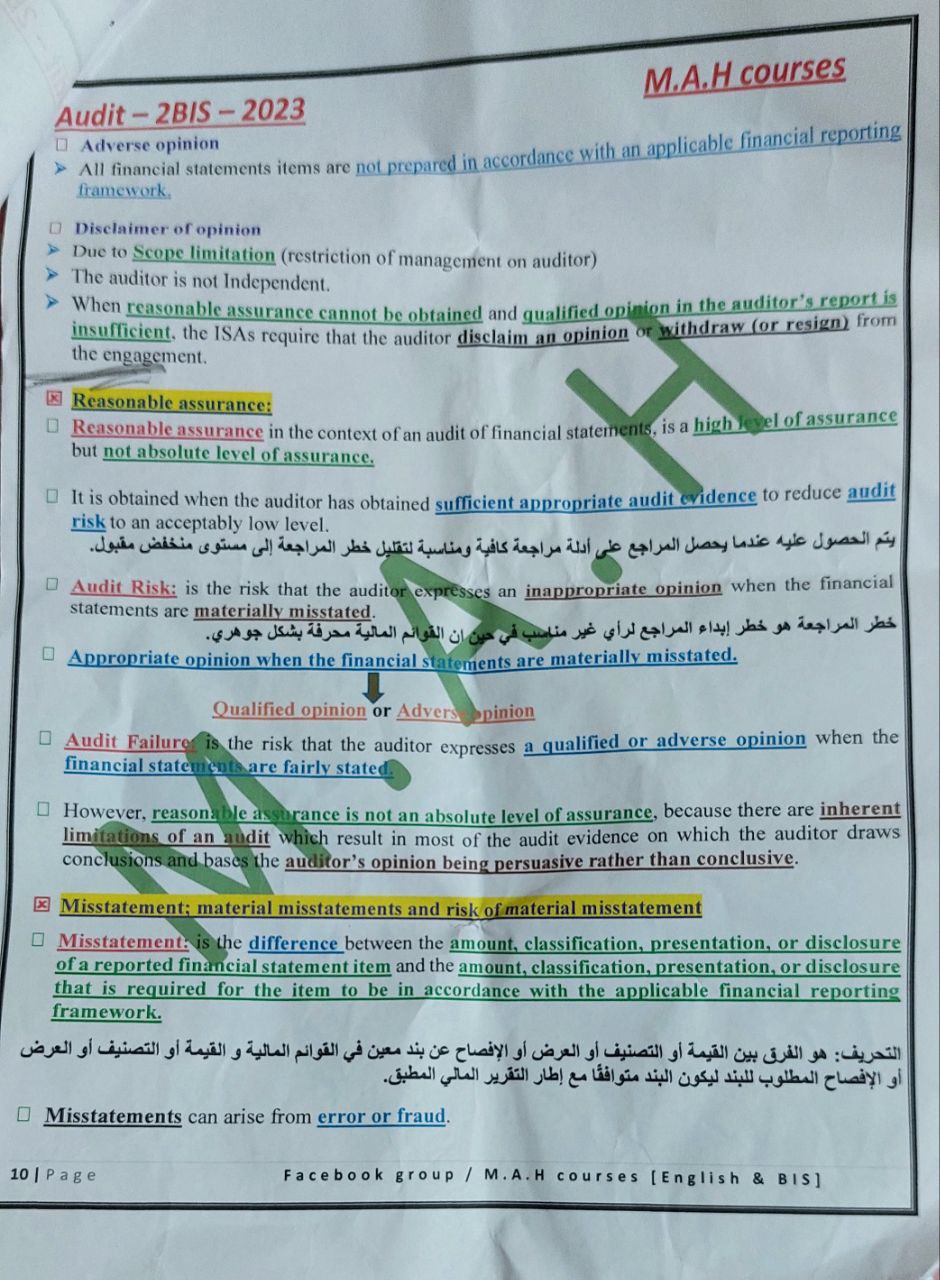 M.A.H courses
Audit – 2BIS – 2023
Adverse opinion
All financial statements items are not prepared in accordance with an applicable financial reporting
framework.
Disclaimer of opinion
Due to Scope limitation (restriction of management on auditor)
The auditor is not Independent.
When reasonable assurance cannot be obtained and qualified opinion in the auditor's report is
insufficient, the ISAs require that the auditor disclaim an opinion or withdraw (or resign) from
the engagement.
Reasonable assurance:
Reasonable assurance in the context of an audit of financial statements, is a high level of assurance
but not absolute level of assurance.
It is obtained when the auditor has obtained sufficient appropriate audit evidence to reduce audit
risk to an acceptably low level.
يتم الحصول عليه عندما يحصل المراجع على أدلة مراجعة كافية ومناسبة لتقليل خطر المراجعة إلى مستوى منخفض مقبول.
Audit Risk: is the risk that the auditor expresses an inappropriate opinion when the financial
statements are materially misstated.
خطر المراجعة هو خطر إبداء المراجع لرأي غير مناسب في حين إن القوائم المالية محرفة بشكل جوهري.
Appropriate opinion when the financial statements are materially misstated.
Qualified opinion or Adverse opinion
Audit Failure: is the risk that the auditor expresses a qualified or adverse opinion when the
financial statements are fairly stated.
However, reasonable assurance is not an absolute level of assurance, because there are inherent
limitations of an audit which result in most of the audit evidence on which the auditor draws
conclusions and bases the auditor's opinion being persuasive rather than conclusive.
Misstatement; material misstatements and risk of material misstatement
Misstatement: is the difference between the amount, classification, presentation, or disclosure
of a reported financial statement item and the amount, classification, presentation, or disclosure
that is required for the item to be in accordance with the applicable financial reporting
framework.
التحريف: هو الفرق بين القيمة أو التصنيف أو العرض أو الإفصاح عن بند معين في القوائم المالية و القيمة أو التصنيف أو العرض
أو الإفصاح المطلوب للبند ليكون البند متوافقًا مع إطار التقرير المالي المطبق.
Misstatements can arise from error or fraud.
10 | Page
Facebook group / M.A.H courses [English & BIS]
M.A.H